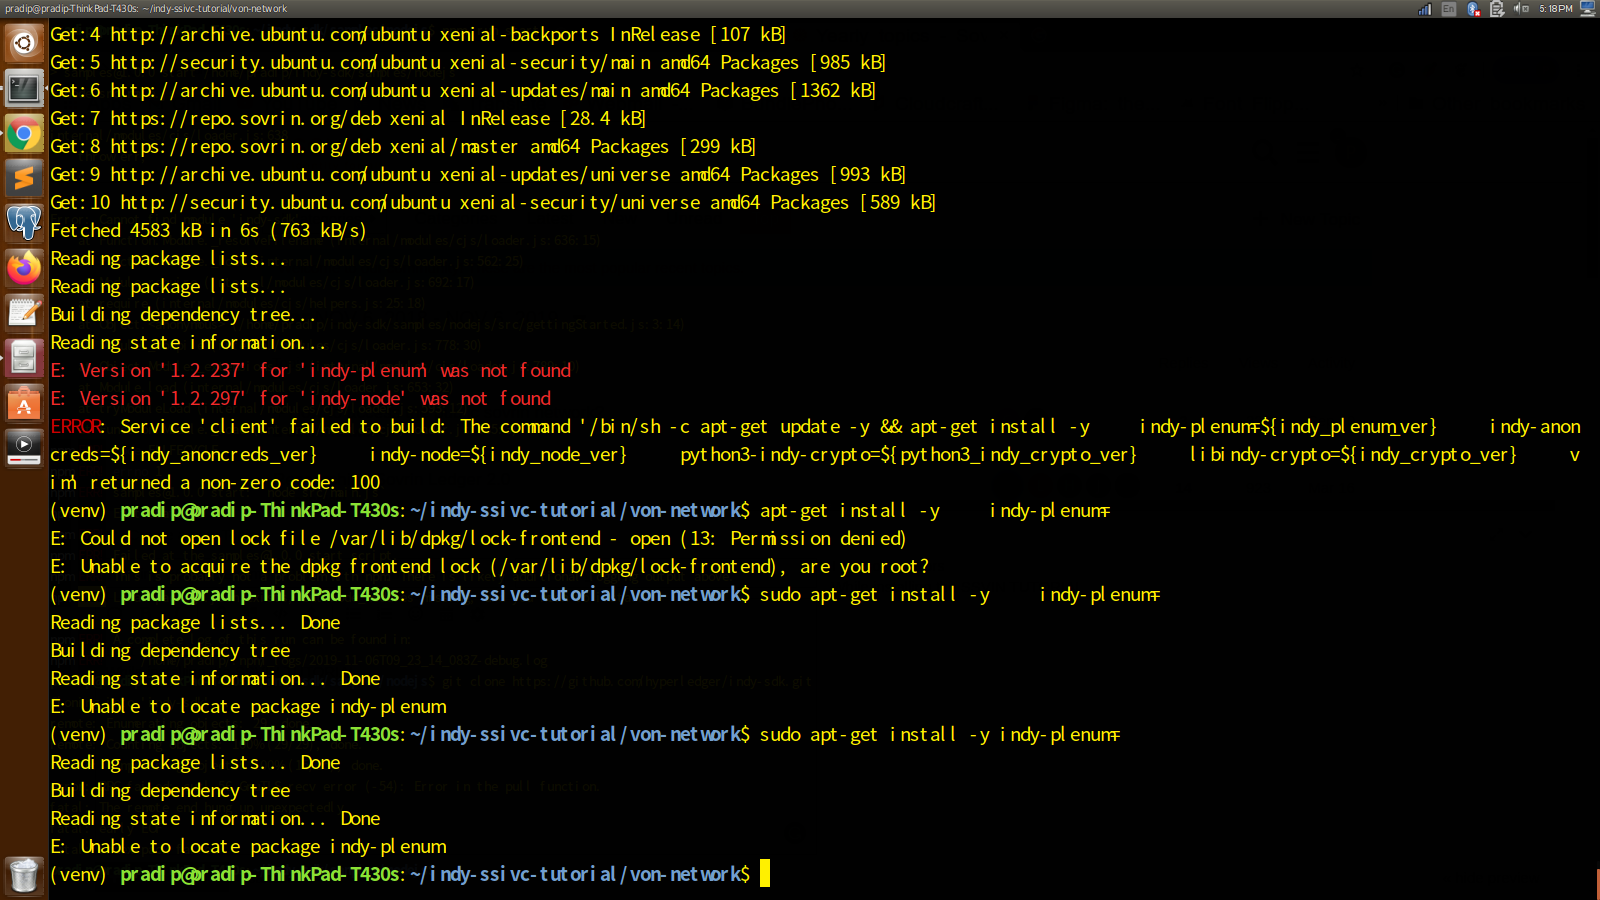 pradip@pradip-ThinkPad-T430s: ~/indy-ssivc-tutorial/von-network
En
5:18 PM
Get:4 http://archive.ubuntu.com/ubuntu xenial-backports InRelease [107 kB]
Get:5 http://security.ubuntu.com/ubuntu xenial-security/main amd64 Packages [985 kB]
Get:6 http://archive.ubuntu.com/ubuntu xenial-updates/main amd64 Packages [1362 kB]
Get:7 https://repo.sovrin.org/deb xenial InRelease [28.4 kB]
Get:8 https://repo.sovrin.org/deb xenial/master amd64 Packages [299 kB]
Get:9 http://archive.ubuntu.com/ubuntu xenial-updates/universe amd64 Packages [993 kB]
Get:10 http://security.ubuntu.com/ubuntu xenial-security/universe amd64 Packages [589 kB]
Fetched 4583 kB in 6s (763 kB/s)
Reading package lists...
Reading package lists...
Building dependency tree...
Reading state information...
E: Version '1.2.237' for 'indy-plenum' was not found
E: Version '1.2.297' for 'indy-node' was not found
ERROR: Service 'client' failed to build: The command '/bin/sh -c apt-get update -y && apt-get install -y     indy-plenum=${indy_plenum_ver}     indy-anon
creds=${indy_anoncreds_ver}     indy-node=${indy_node_ver}     python3-indy-crypto=${python3_indy_crypto_ver}     libindy-crypto=${indy_crypto_ver}     v
im' returned a non-zero code: 100
(venv) pradip@pradip-ThinkPad-T430s:~/indy-ssivc-tutorial/von-network$ apt-get install -y     indy-plenum=
E: Could not open lock file /var/lib/dpkg/lock-frontend - open (13: Permission denied)
E: Unable to acquire the dpkg frontend lock (/var/lib/dpkg/lock-frontend), are you root?
(venv) pradip@pradip-ThinkPad-T430s:~/indy-ssivc-tutorial/von-network$ sudo apt-get install -y     indy-plenum=
Reading package lists... Done
Building dependency tree
Reading state information... Done
E: Unable to locate package indy-plenum
(venv) pradip@pradip-ThinkPad-T430s:~/indy-ssivc-tutorial/von-network$ sudo apt-get install -y indy-plenum=
Reading package lists... Done
Building dependency tree
Reading state information... Done
E: Unable to locate package indy-plenum
(venv) pradip@pradip-ThinkPad-T430s:~/indy-ssivc-tutorial/von-network$